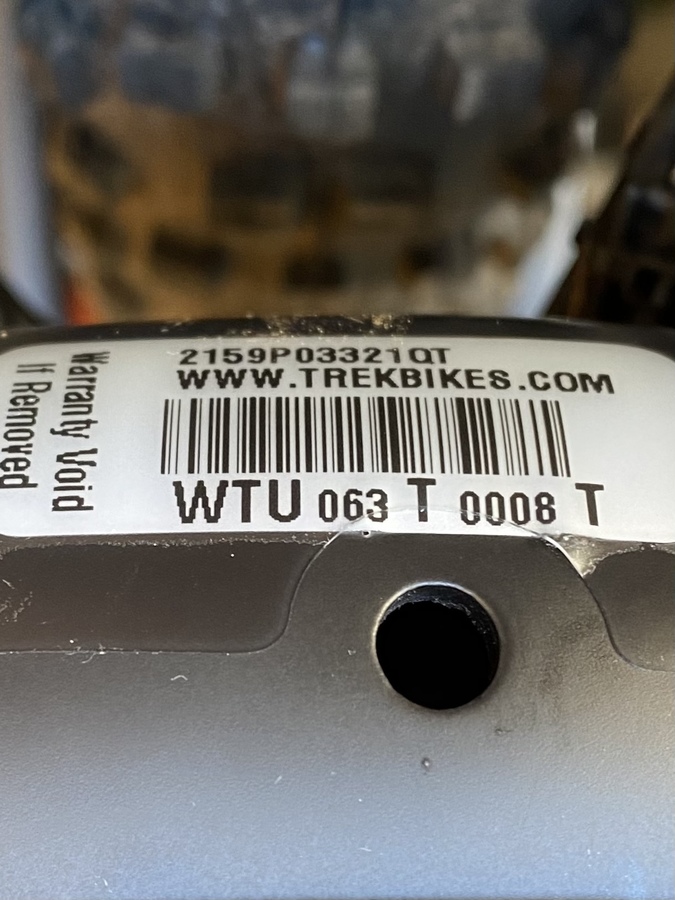 2159P03321QT
WWW.TREKBIKES.COM
WTU 063 T 0008 T
Warranty Void
If Removed